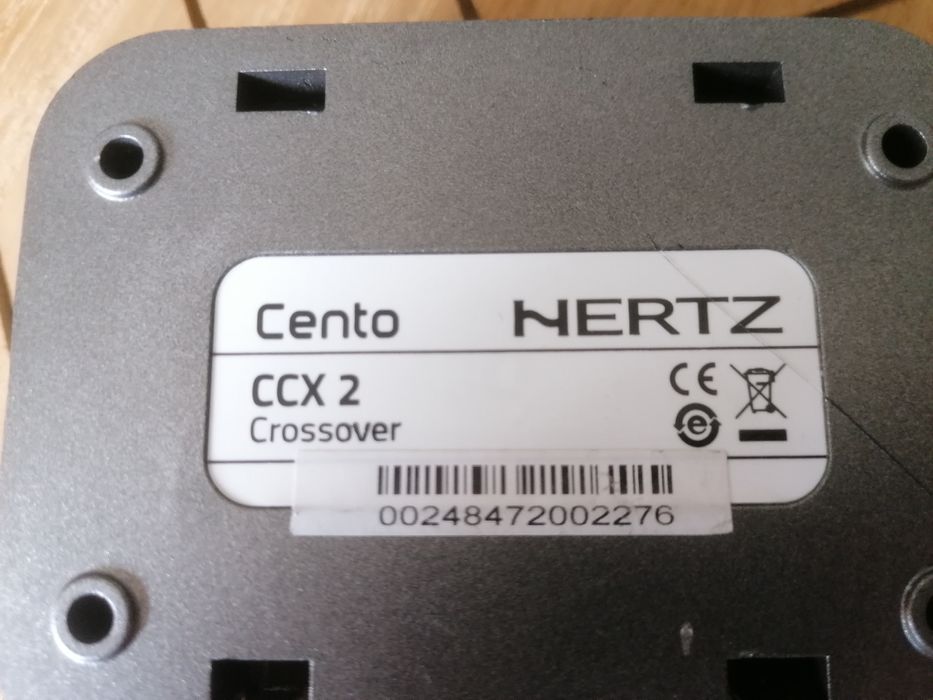 Cento HERTZ
CCX 2
Crossover
CE
e
00248472002276